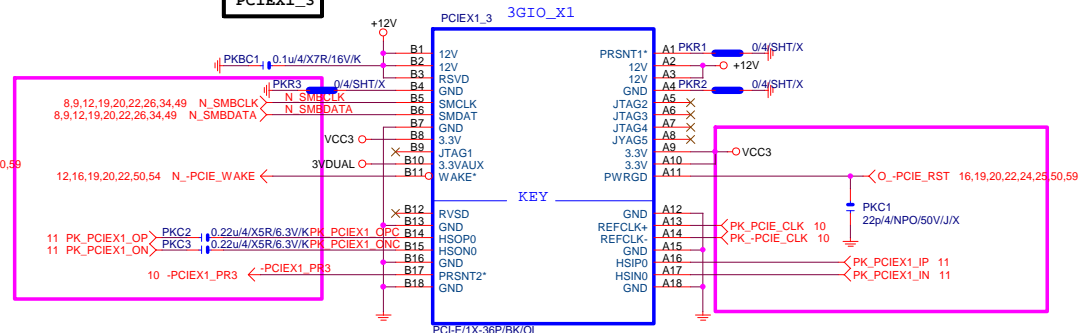 PCIEX1_3
+12V
PCIEX1_3
3GIO_X1
B1 12V PRSNT1* A1 PKR1 0/4/SHT/X
PKBC1 0.1u/4/X7R/16V/K B2 12V 12V A2 +12V
B3 RSVD 12V A3
PKR3 0/4/SHT/X B4 GND GND A4 PKR2 0/4/SHT/X
8,9,12,19,20,22,26,34,49 N_SMBCLK N_SMBCLK B5 SMCLK JTAG2 A5
8,9,12,19,20,22,26,34,49 N_SMBDATA N_SMBDATA B6 SMDAT JTAG3 A6
B7 GND JTAG4 A7
VCC3 B8 3.3V JYAG5 A8
B9 JTAG1 3.3V A9 VCC3
0,59 3VDUAL B10 3.3VAUX 3.3V A10
12,16,19,20,22,50,54 N_-PCIE_WAKE B11 WAKE* PWRGD A11 O_-PCIE_RST 16,19,20,22,24,25,50,59
KEY
PKC1
22p/4/NPO/50V/J/X
B12 RVSD GND A12
B13 GND REFCLK+ A13 PK_PCIE_CLK 10
11 PK_PCIEX1_OP PKC2 0.22u/4/X5R/6.3V/K PK_PCIEX1_OPC B14 HSOP0 REFCLK- A14 PK_-PCIE_CLK 10
11 PK_PCIEX1_ON PKC3 0.22u/4/X5R/6.3V/K PK_PCIEX1_ONC B15 HSON0 GND A15
B16 GND HSIP0 A16 PK_PCIEX1_IP 11
10 -PCIEX1_PR3 -PCIEX1_PR3 B17 PRSNT2* HSIN0 A17 PK_PCIEX1_IN 11
B18 GND GND A18
PCI-E/1X-36P/BK/OL